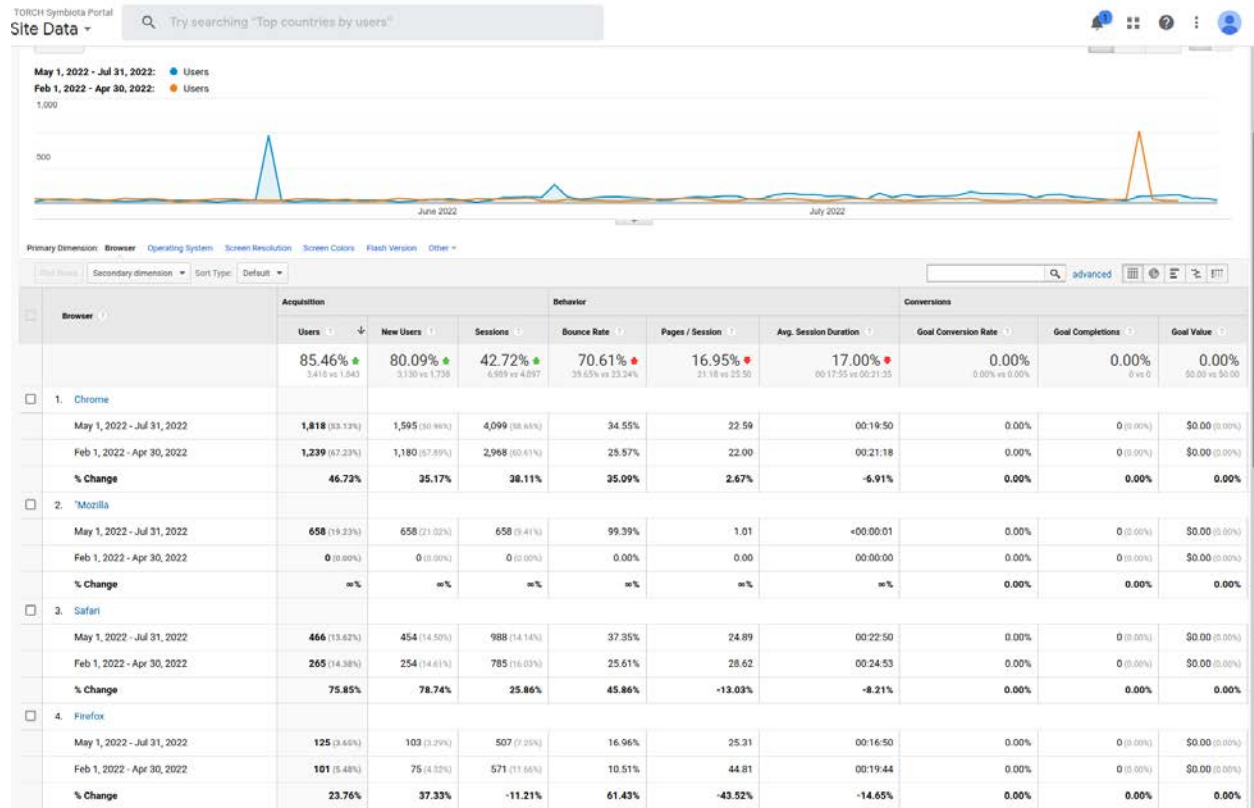 TORCH Symbiota Portal
Site Data
Try searching "Top countries by users"
1
May 1, 2022 - Jul 31, 2022: Users
Feb 1, 2022 - Apr 30, 2022: Users
1,000
500
June 2022 July 2022
Primary Dimension: Browser Operating System Screen Resolution Screen Colors Flash Version Other
Plot Rows Secondary dimension Sort Type: Default advanced
Browser Acquisition Behavior Conversions
Users New Users Sessions Bounce Rate Pages / Session Avg. Session Duration Goal Conversion Rate Goal Completions Goal Value
85.46% 80.09% 42.72% 70.61% 16.95% 17.00% 0.00% 0.00% 0.00%
3,418 vs 1,843 3,130 vs 1,738 6,989 vs 4,897 39.65% vs 23.24% 21.18 vs 25.50 00:17:55 vs 00:21:35 0.00% vs 0.00% 0 vs 0 $0.00 vs $0.00
1. Chrome
May 1, 2022 - Jul 31, 2022 1,818 (53.13%) 1,595 (50.96%) 4,099 (58.65%) 34.55% 22.59 00:19:50 0.00% 0 (0.00%) $0.00 (0.00%)
Feb 1, 2022 - Apr 30, 2022 1,239 (67.23%) 1,180 (67.89%) 2,968 (60.61%) 25.57% 22.00 00:21:18 0.00% 0 (0.00%) $0.00 (0.00%)
% Change 46.73% 35.17% 38.11% 35.09% 2.67% -6.91% 0.00% 0.00% 0.00%
2. "Mozilla
May 1, 2022 - Jul 31, 2022 658 (19.23%) 658 (21.02%) 658 (9.41%) 99.39% 1.01 <00:00:01 0.00% 0 (0.00%) $0.00 (0.00%)
Feb 1, 2022 - Apr 30, 2022 0 (0.00%) 0 (0.00%) 0 (0.00%) 0.00% 0.00 00:00:00 0.00% 0 (0.00%) $0.00 (0.00%)
% Change ∞% ∞% ∞% ∞% ∞% ∞% 0.00% 0.00% 0.00%
3. Safari
May 1, 2022 - Jul 31, 2022 466 (13.62%) 454 (14.50%) 988 (14.14%) 37.35% 24.89 00:22:50 0.00% 0 (0.00%) $0.00 (0.00%)
Feb 1, 2022 - Apr 30, 2022 265 (14.38%) 254 (14.61%) 785 (16.03%) 25.61% 28.62 00:24:53 0.00% 0 (0.00%) $0.00 (0.00%)
% Change 75.85% 78.74% 25.86% 45.86% -13.03% -8.21% 0.00% 0.00% 0.00%
4. Firefox
May 1, 2022 - Jul 31, 2022 125 (3.65%) 103 (3.29%) 507 (7.25%) 16.96% 25.31 00:16:50 0.00% 0 (0.00%) $0.00 (0.00%)
Feb 1, 2022 - Apr 30, 2022 101 (5.48%) 75 (4.32%) 571 (11.66%) 10.51% 44.81 00:19:44 0.00% 0 (0.00%) $0.00 (0.00%)
% Change 23.76% 37.33% -11.21% 61.43% -43.52% -14.65% 0.00% 0.00% 0.00%